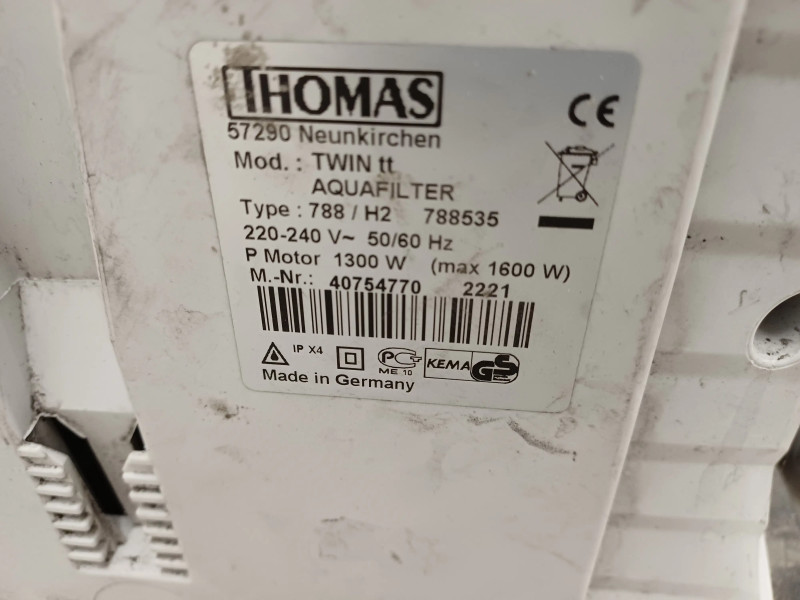 THOMAS
CE
57290 Neunkirchen
Mod. : TWIN tt
AQUAFILTER
Type : 788 / H2 788535
220-240 V~ 50/60 Hz
P Motor 1300 W (max 1600 W)
M.-Nr.: 40754770 2221
IP X4 PC ME 10 KEMA GS
Made in Germany